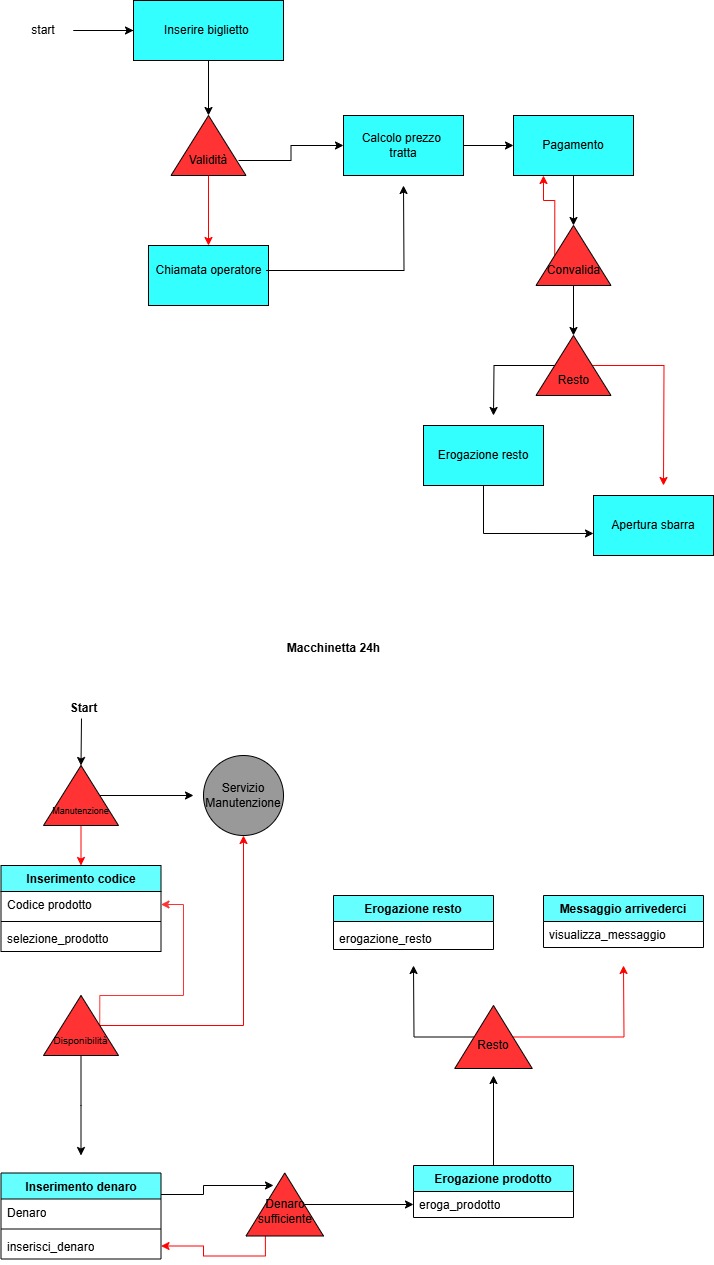 start
Inserire biglietto
Validità
Calcolo prezzo
tratta
Pagamento
Chiamata operatore
Convalida
Resto
Erogazione resto
Apertura sbarra
Macchinetta 24h
Start
Manutenzione
Servizio
Manutenzione
Inserimento codice
Codice prodotto
selezione_prodotto
Erogazione resto
erogazione_resto
Messaggio arrivederci
visualizza_messaggio
Disponibilità
Resto
Inserimento denaro
Denaro
inserisci_denaro
Denaro
sufficiente
Erogazione prodotto
eroga_prodotto